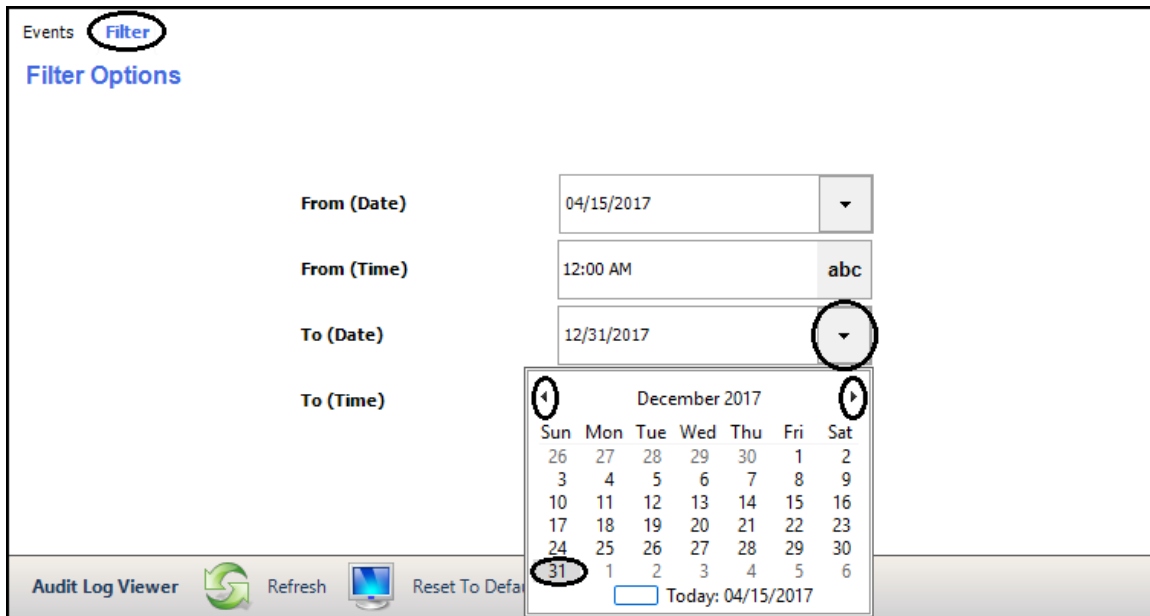 Events Filter
Filter Options
From (Date) 04/15/2017
From (Time) 12:00 AM abc
To (Date) 12/31/2017
To (Time)
December 2017
Sun Mon Tue Wed Thu Fri Sat
26 27 28 29 30 1 2
3 4 5 6 7 8 9
10 11 12 13 14 15 16
17 18 19 20 21 22 23
24 25 26 27 28 29 30
31 1 2 3 4 5 6
Today: 04/15/2017
Audit Log Viewer Refresh Reset To Defau